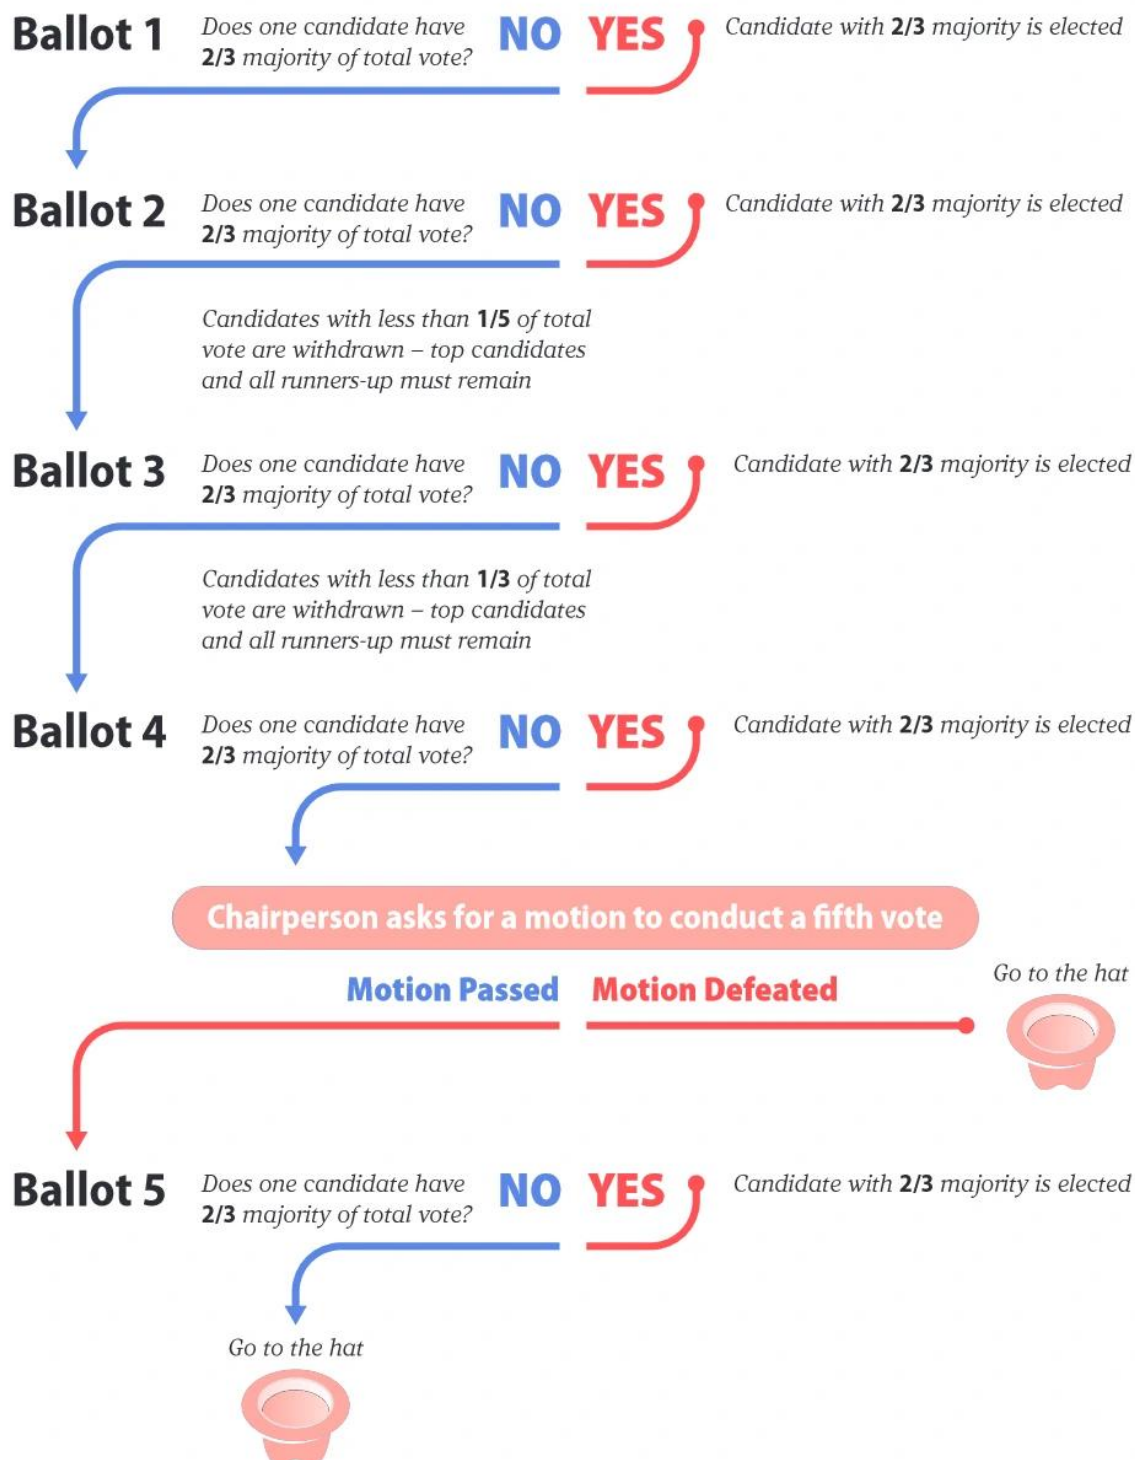 Ballot 1
Does one candidate have
2/3 majority of total vote?
NO YES
Candidate with 2/3 majority is elected
Ballot 2
Does one candidate have
2/3 majority of total vote?
NO YES
Candidate with 2/3 majority is elected
Candidates with less than 1/5 of total
vote are withdrawn – top candidates
and all runners-up must remain
Ballot 3
Does one candidate have
2/3 majority of total vote?
NO YES
Candidate with 2/3 majority is elected
Candidates with less than 1/3 of total
vote are withdrawn – top candidates
and all runners-up must remain
Ballot 4
Does one candidate have
2/3 majority of total vote?
NO YES
Candidate with 2/3 majority is elected
Chairperson asks for a motion to conduct a fifth vote
Motion Passed Motion Defeated
Go to the hat
Ballot 5
Does one candidate have
2/3 majority of total vote?
NO YES
Candidate with 2/3 majority is elected
Go to the hat